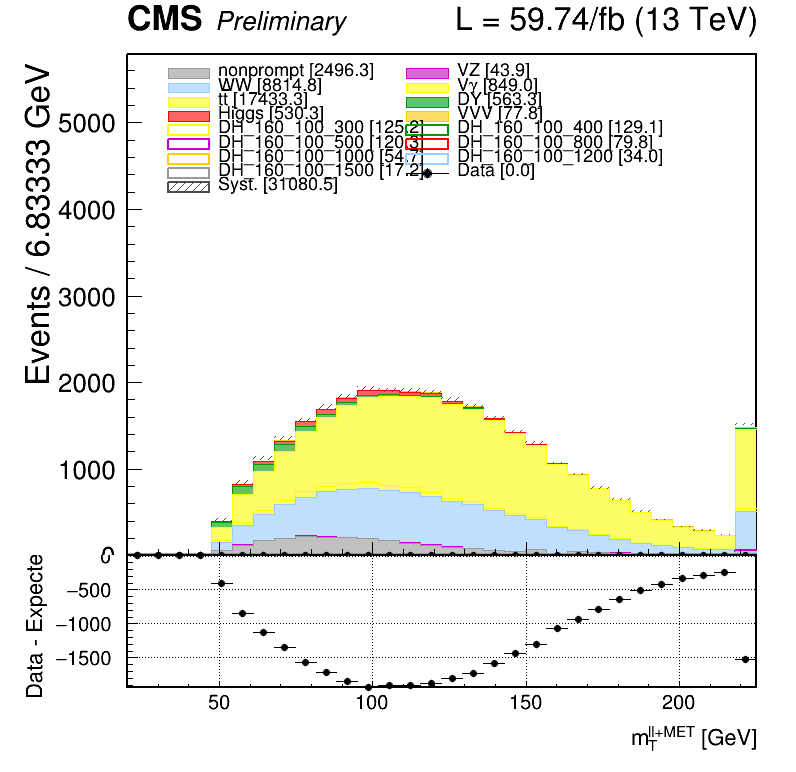 CMS Preliminary L = 59.74/fb (13 TeV)
nonprompt [2496.3] VZ [43.9]
WW [8814.8] Vγ [849.0]
tt [17433.3] DY [563.3]
Higgs [530.3] VVV [77.8]
DH_160_100_300 [125.2] DH_160_100_400 [129.1]
DH_160_100_500 [120.3] DH_160_100_800 [79.8]
DH_160_100_1000 [54.7] DH_160_100_1200 [34.0]
DH_160_100_1500 [17.2] Data [0.0]
Syst. [31080.5]
Events / 6.83333 GeV
5000
4000
3000
2000
1000
0
Data - Expecte
0
−500
−1000
−1500
50 100 150 200
m_T^{ll+MET} [GeV]